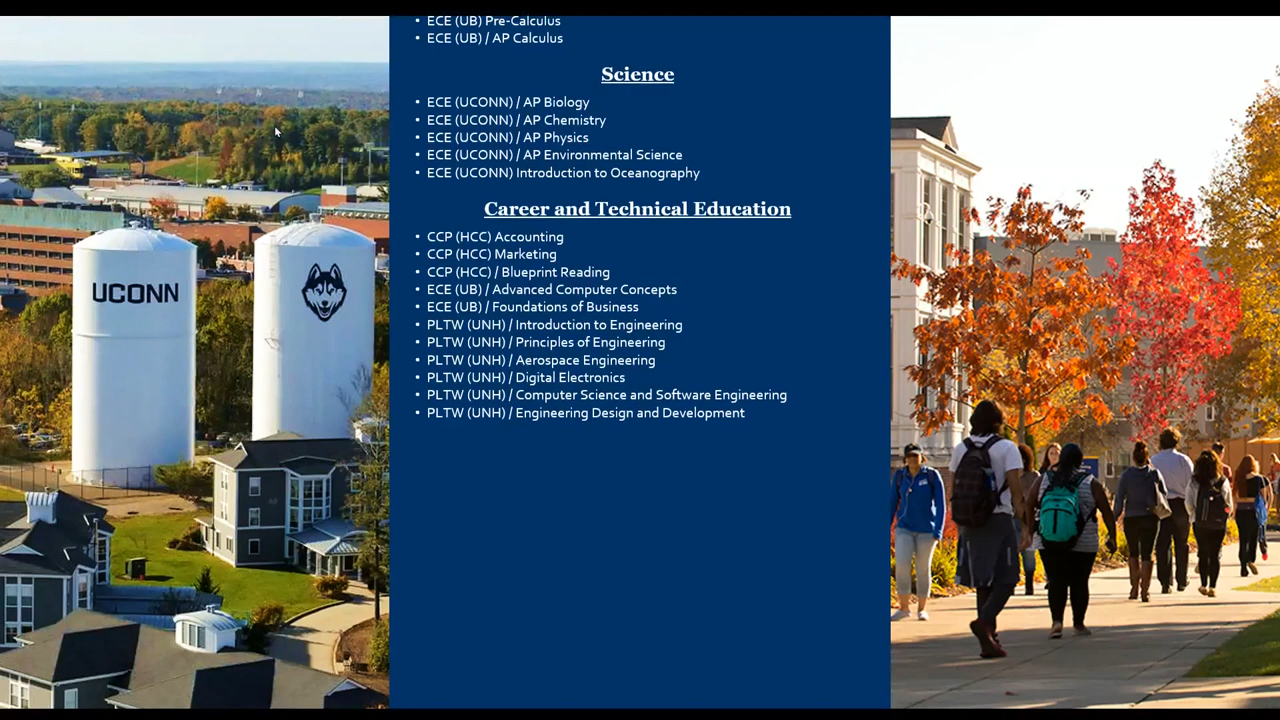 ECE (UB) Pre-Calculus
ECE (UB) / AP Calculus
Science
ECE (UCONN) / AP Biology
ECE (UCONN) / AP Chemistry
ECE (UCONN) / AP Physics
ECE (UCONN) / AP Environmental Science
ECE (UCONN) Introduction to Oceanography
Career and Technical Education
CCP (HCC) Accounting
CCP (HCC) Marketing
CCP (HCC) / Blueprint Reading
ECE (UB) / Advanced Computer Concepts
ECE (UB) / Foundations of Business
PLTW (UNH) / Introduction to Engineering
PLTW (UNH) / Principles of Engineering
PLTW (UNH) / Aerospace Engineering
PLTW (UNH) / Digital Electronics
PLTW (UNH) / Computer Science and Software Engineering
PLTW (UNH) / Engineering Design and Development
UCONN